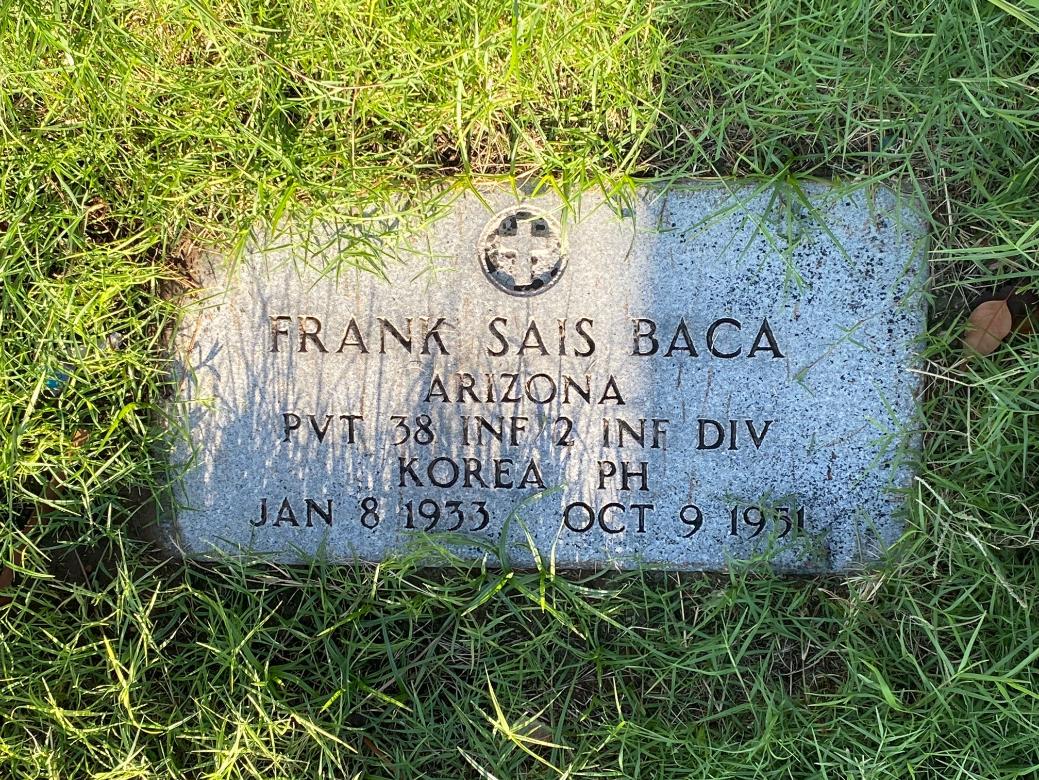 FRANK SAIS BACA
ARIZONA
PVT 38 INF 2 INF DIV
KOREA PH
JAN 8 1933 OCT 9 1951